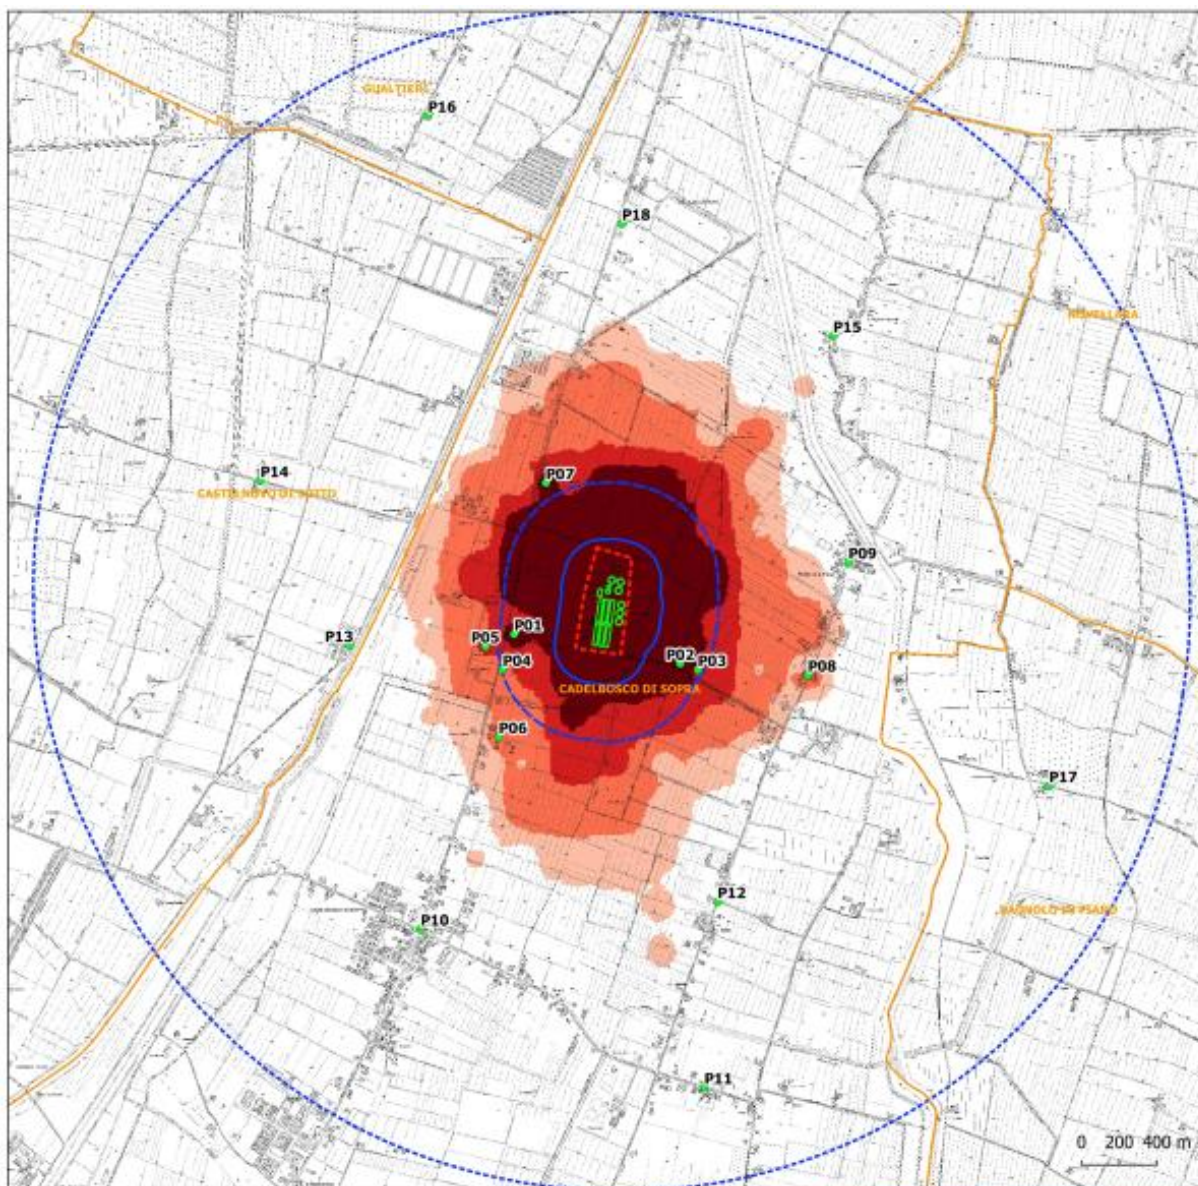 GUALTIERI
P16
P18
NOVELLARA
P15
P14
CASTELNOVO DI SOTTO
P07
P09
P01
P05
P13
P04
P02
P03
P08
CADELBOSCO DI SOPRA
P06
P17
P12
BAGNOLO IN PIANO
P10
P11
0 200 400 m